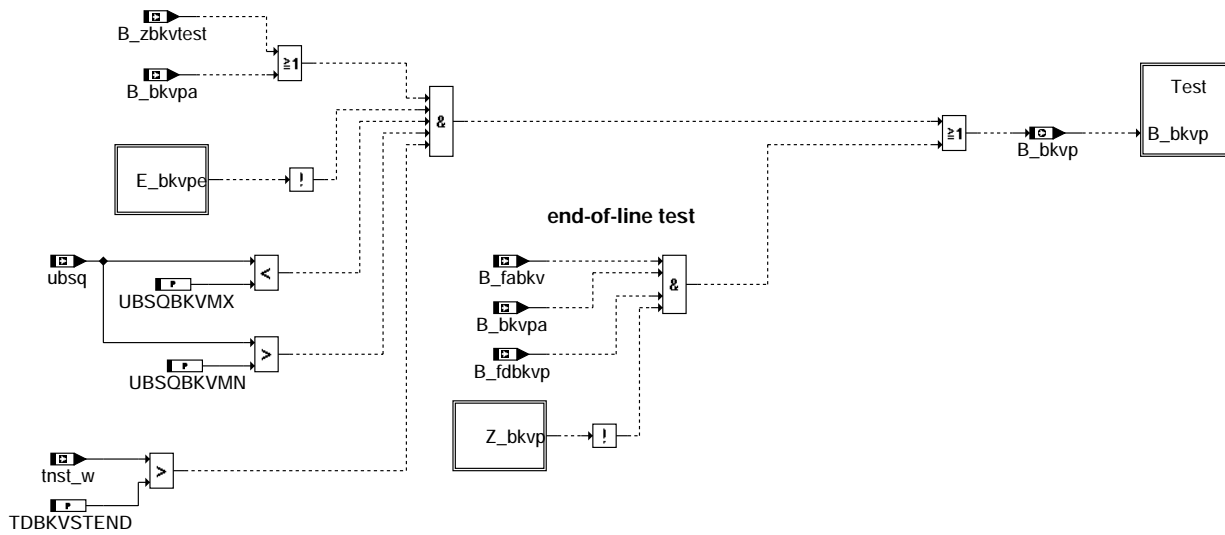 B_zbkvtest
≧1
B_bkvpa
&
E_bkvpe
!
ubsq
<
UBSQBKVMX
P
>
UBSQBKVMN
P
tnst_w
>
P
TDBKVSTEND
end-of-line test
B_fabkv
&
B_bkvpa
B_fdbkvp
Z_bkvp
!
≧1
B_bkvp
Test
B_bkvp